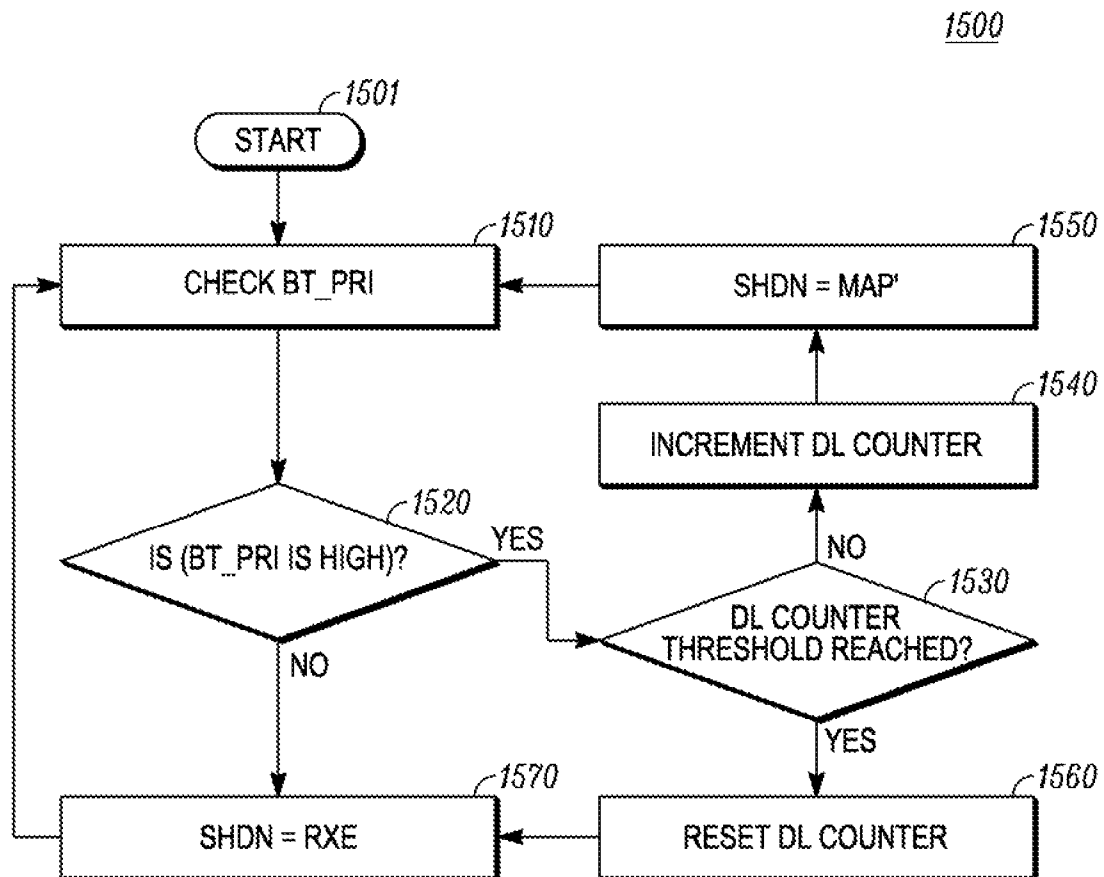 1500
1501
START
1510
CHECK BT_PRI
1550
SHDN = MAP'
1540
INCREMENT DL COUNTER
1520
IS (BT_PRI IS HIGH)?
YES
NO
1530
DL COUNTER
THRESHOLD REACHED?
NO
YES
1570
SHDN = RXE
1560
RESET DL COUNTER